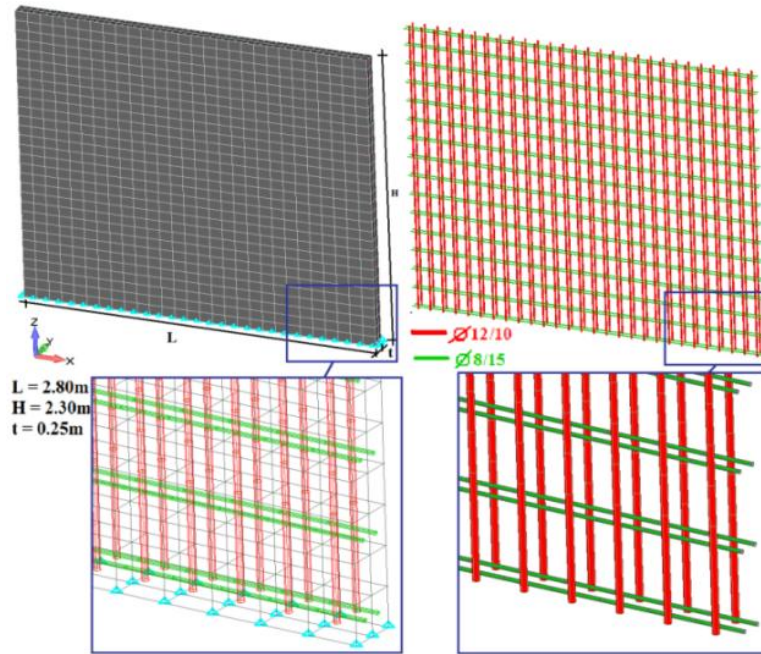 H
L
t
Z
Y
X
L = 2.80m
H = 2.30m
t = 0.25m
Ø12/10
Ø8/15